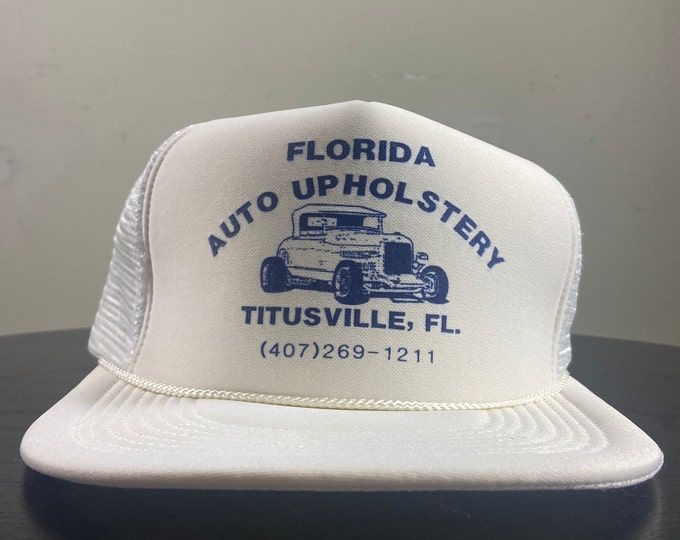 FLORIDA
AUTO UPHOLSTERY
TITUSVILLE, FL.
(407)269-1211